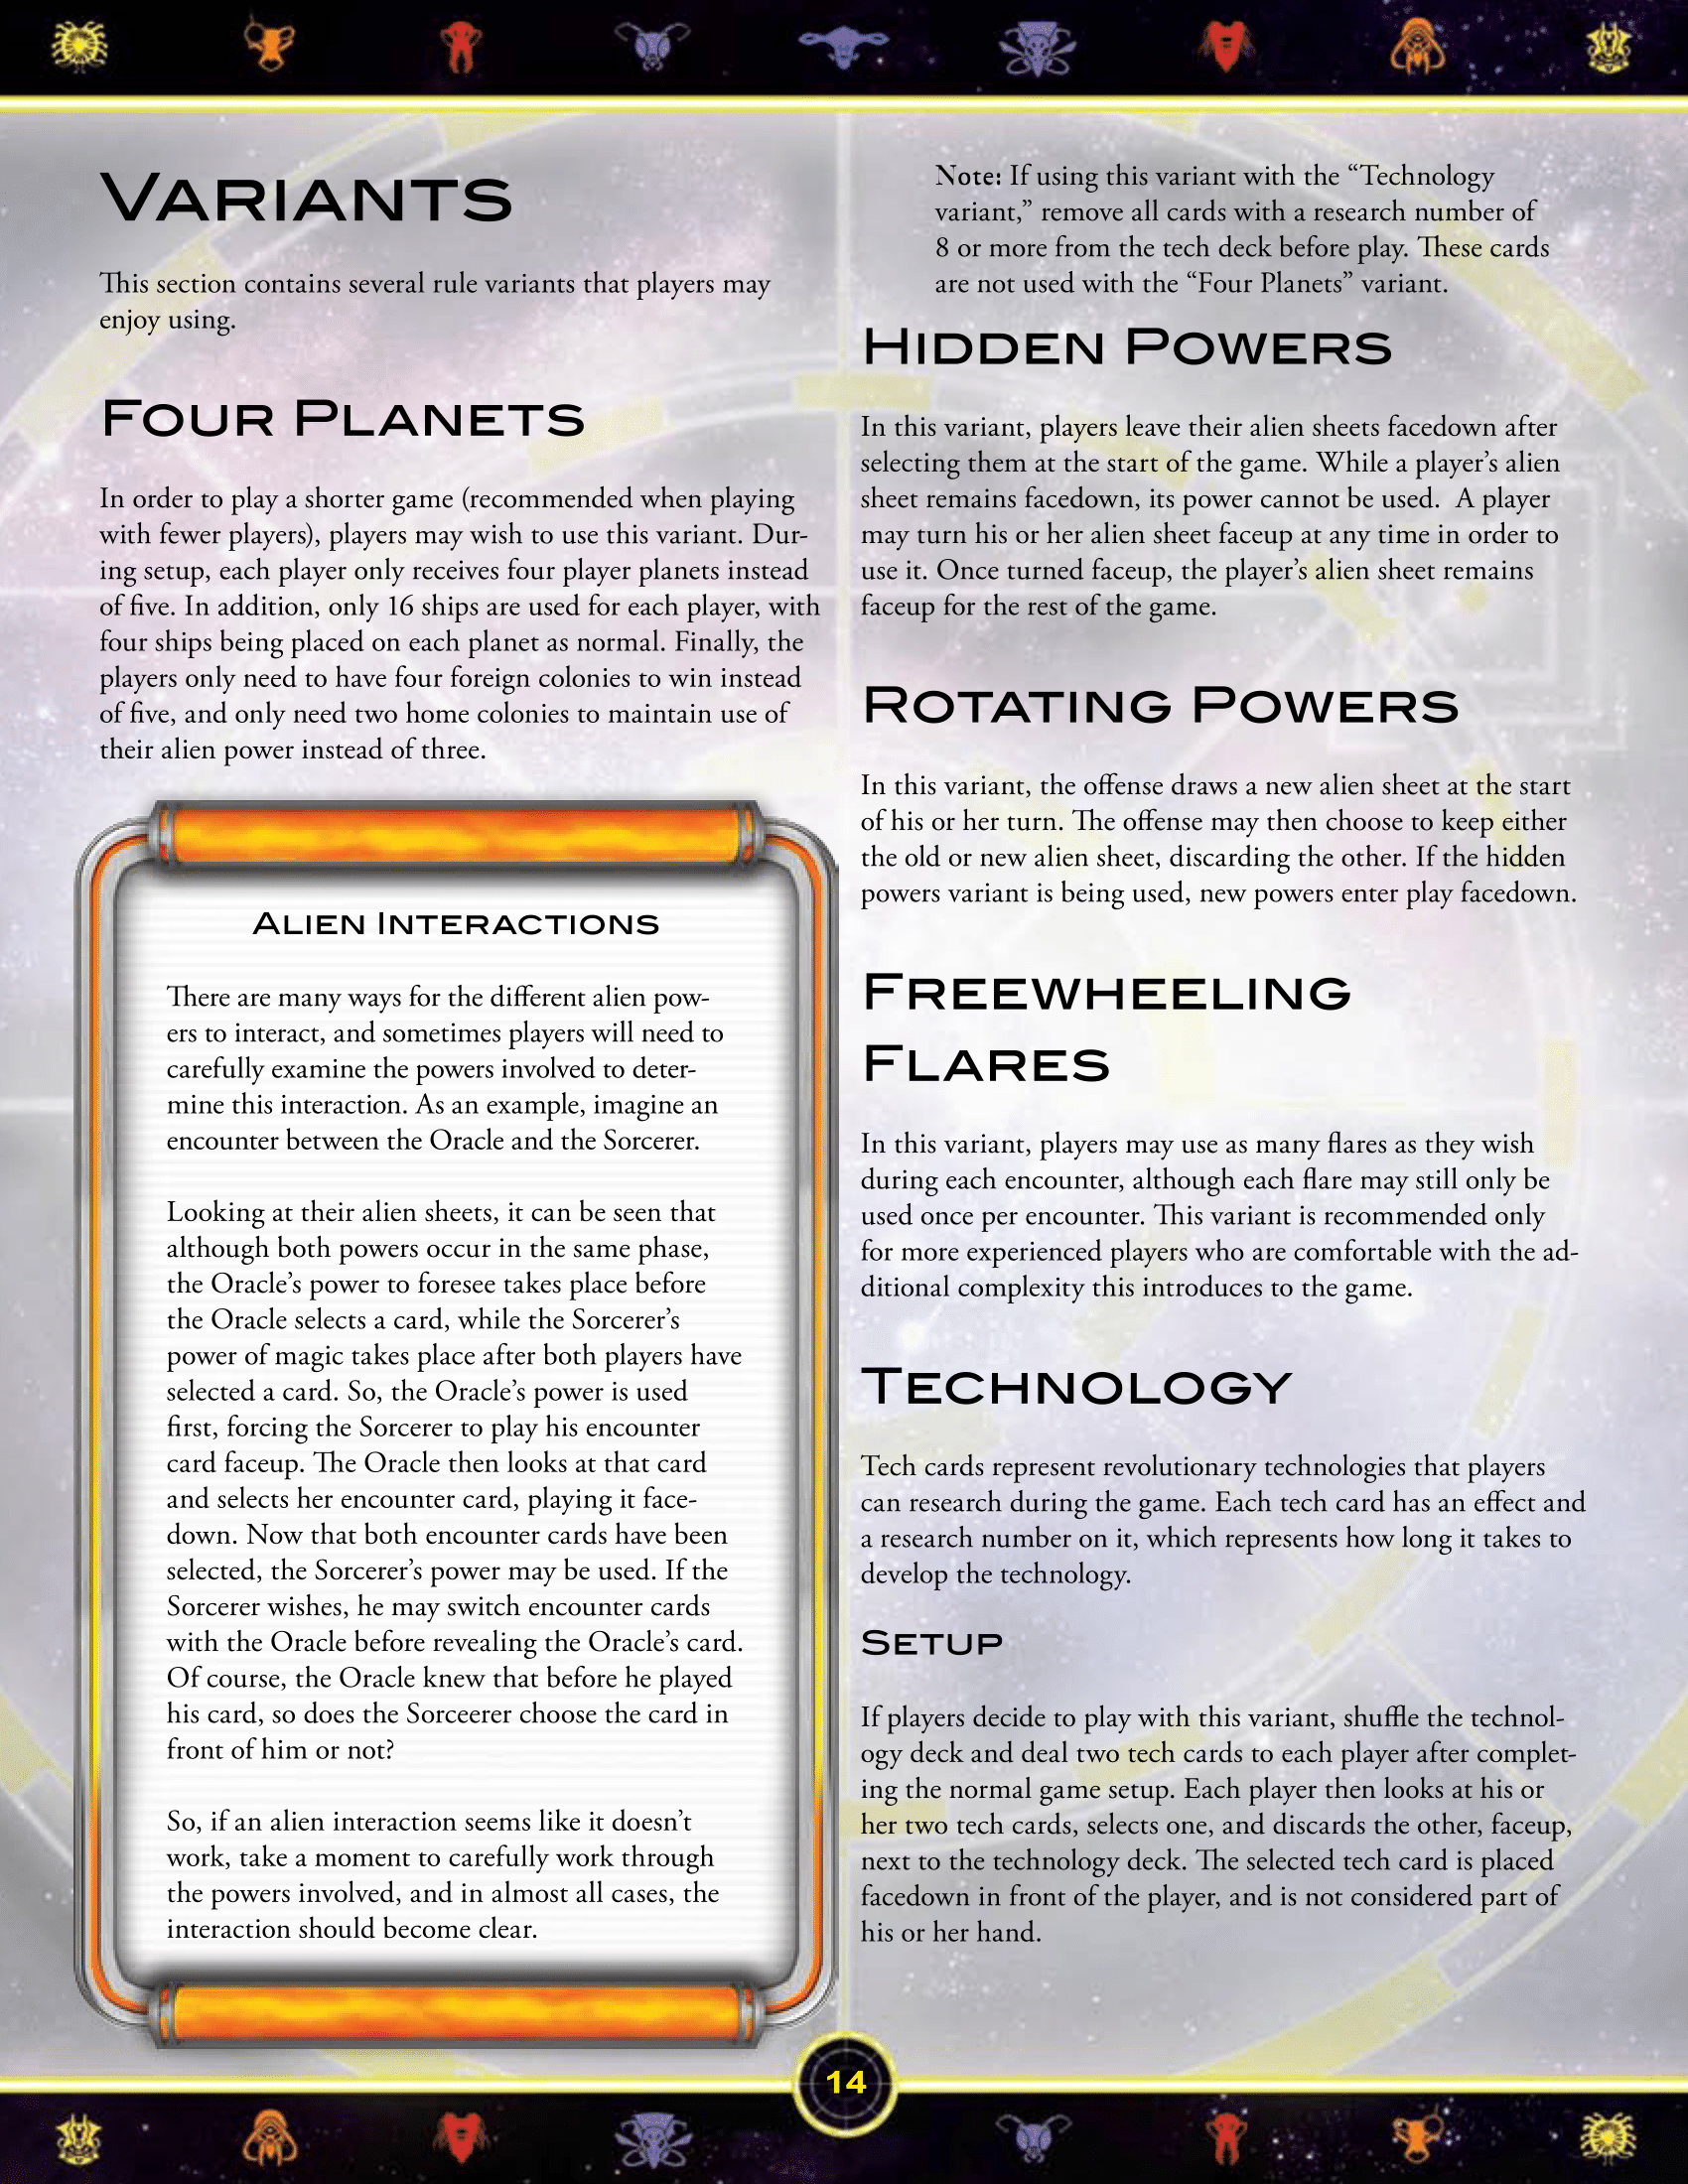 VARIANTS
This section contains several rule variants that players may
enjoy using.
FOUR PLANETS
In order to play a shorter game (recommended when playing
with fewer players), players may wish to use this variant. Dur-
ing setup, each player only receives four player planets instead
of five. In addition, only 16 ships are used for each player, with
four ships being placed on each planet as normal. Finally, the
players only need to have four foreign colonies to win instead
of five, and only need two home colonies to maintain use of
their alien power instead of three.
ALIEN INTERACTIONS
There are many ways for the different alien pow-
ers to interact, and sometimes players will need to
carefully examine the powers involved to deter-
mine this interaction. As an example, imagine an
encounter between the Oracle and the Sorcerer.
Looking at their alien sheets, it can be seen that
although both powers occur in the same phase,
the Oracle’s power to foresee takes place before
the Oracle selects a card, while the Sorcerer’s
power of magic takes place after both players have
selected a card. So, the Oracle’s power is used
first, forcing the Sorcerer to play his encounter
card faceup. The Oracle then looks at that card
and selects her encounter card, playing it face-
down. Now that both encounter cards have been
selected, the Sorcerer’s power may be used. If the
Sorcerer wishes, he may switch encounter cards
with the Oracle before revealing the Oracle’s card.
Of course, the Oracle knew that before he played
his card, so does the Sorceerer choose the card in
front of him or not?
So, if an alien interaction seems like it doesn’t
work, take a moment to carefully work through
the powers involved, and in almost all cases, the
interaction should become clear.
Note: If using this variant with the “Technology
variant,” remove all cards with a research number of
8 or more from the tech deck before play. These cards
are not used with the “Four Planets” variant.
HIDDEN POWERS
In this variant, players leave their alien sheets facedown after
selecting them at the start of the game. While a player’s alien
sheet remains facedown, its power cannot be used.  A player
may turn his or her alien sheet faceup at any time in order to
use it. Once turned faceup, the player’s alien sheet remains
faceup for the rest of the game.
ROTATING POWERS
In this variant, the offense draws a new alien sheet at the start
of his or her turn. The offense may then choose to keep either
the old or new alien sheet, discarding the other. If the hidden
powers variant is being used, new powers enter play facedown.
FREEWHEELING
FLARES
In this variant, players may use as many flares as they wish
during each encounter, although each flare may still only be
used once per encounter. This variant is recommended only
for more experienced players who are comfortable with the ad-
ditional complexity this introduces to the game.
TECHNOLOGY
Tech cards represent revolutionary technologies that players
can research during the game. Each tech card has an effect and
a research number on it, which represents how long it takes to
develop the technology.
SETUP
If players decide to play with this variant, shuffle the technol-
ogy deck and deal two tech cards to each player after complet-
ing the normal game setup. Each player then looks at his or
her two tech cards, selects one, and discards the other, faceup,
next to the technology deck. The selected tech card is placed
facedown in front of the player, and is not considered part of
his or her hand.
14